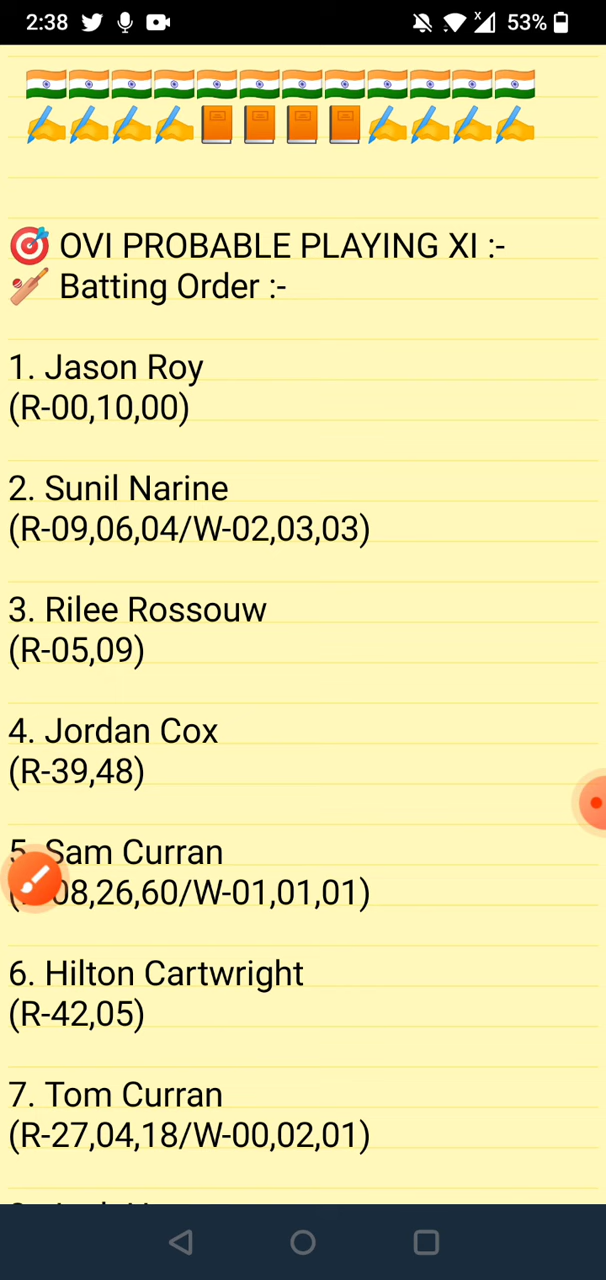 2:38 53%
🇮🇳🇮🇳🇮🇳🇮🇳🇮🇳🇮🇳🇮🇳🇮🇳🇮🇳🇮🇳🇮🇳🇮🇳
✍️✍️✍️✍️📙📙📙📙✍️✍️✍️✍️
🎯 OVI PROBABLE PLAYING XI :-
🏏 Batting Order :-
1. Jason Roy
(R-00,10,00)
2. Sunil Narine
(R-09,06,04/W-02,03,03)
3. Rilee Rossouw
(R-05,09)
4. Jordan Cox
(R-39,48)
5. Sam Curran
08,26,60/W-01,01,01)
6. Hilton Cartwright
(R-42,05)
7. Tom Curran
(R-27,04,18/W-00,02,01)